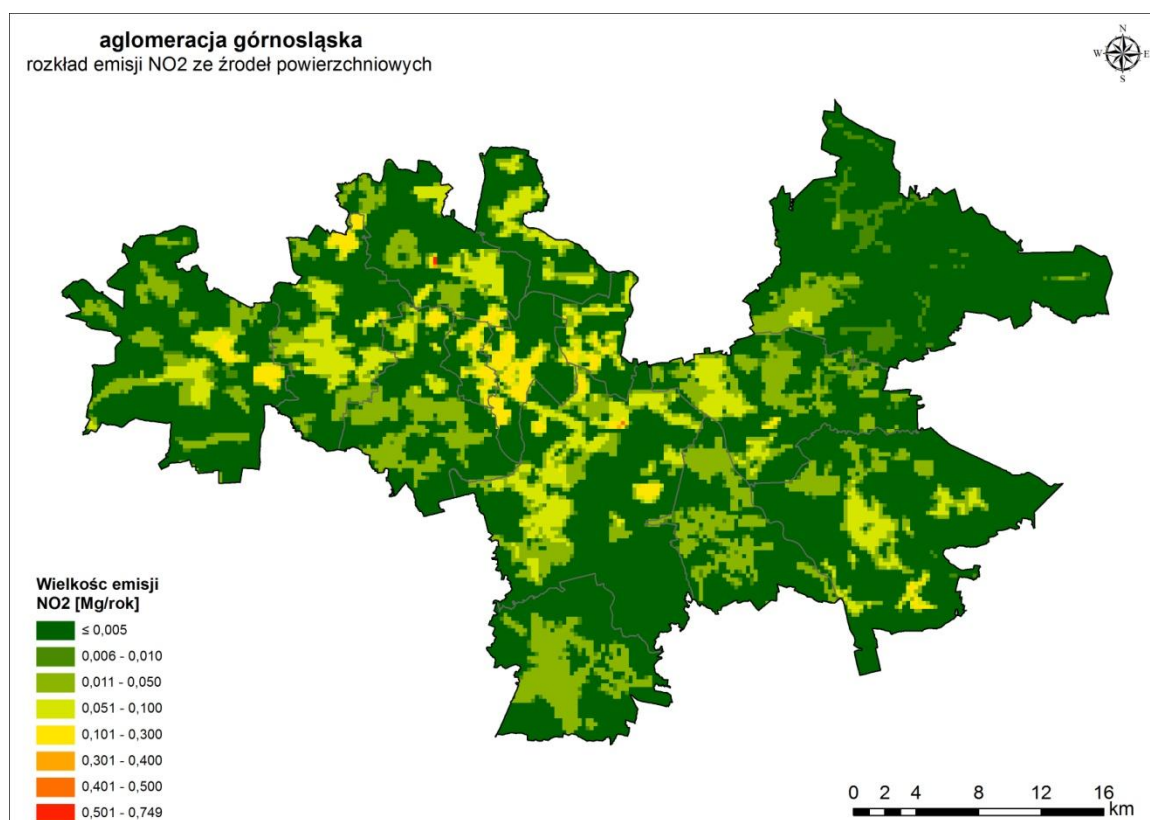 aglomeracja górnośląska
rozkład emisji NO2 ze źrodeł powierzchniowych
N
W E
S
Wielkośc emisji
NO2 [Mg/rok]
≤ 0,005
0,006 - 0,010
0,011 - 0,050
0,051 - 0,100
0,101 - 0,300
0,301 - 0,400
0,401 - 0,500
0,501 - 0,749
0 2 4 8 12 16
km